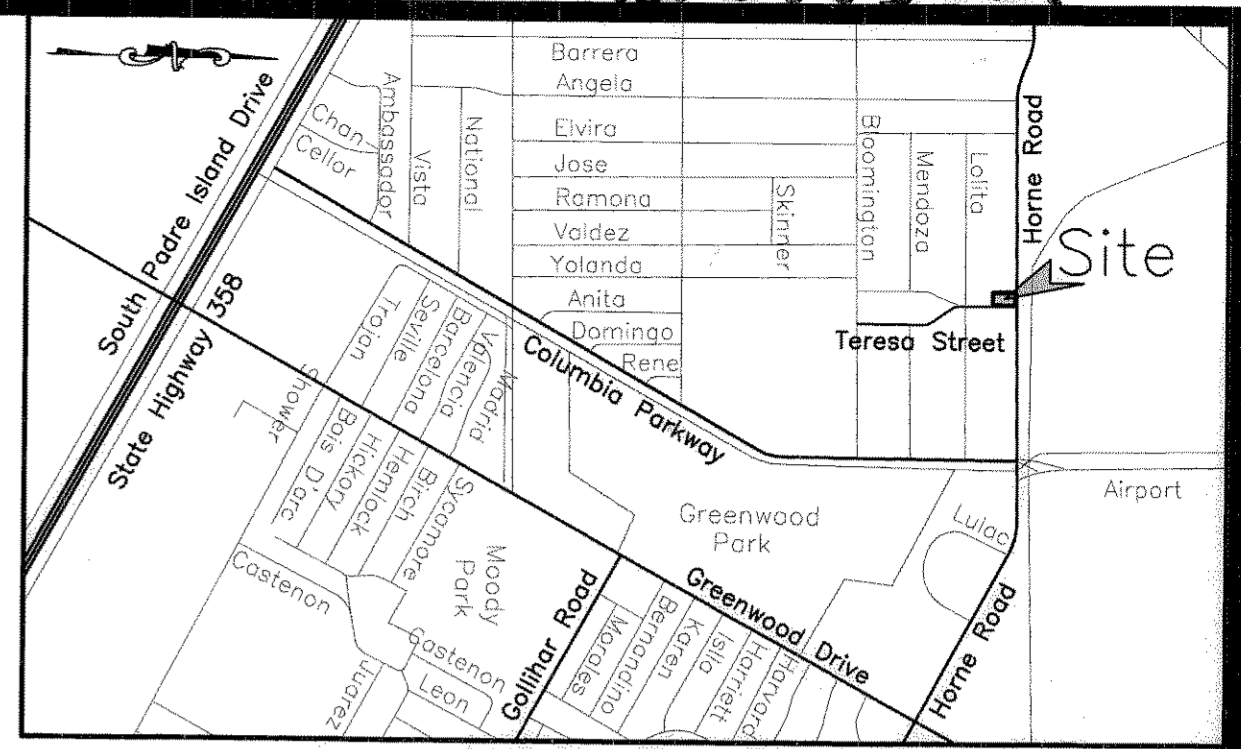 Barrera
Angela
Elvira
Jose
Ramona
Valdez
Yolanda
Anita
Domingo
Rene
Ambassador
Chan
Cellor
Vista
National
Skinner
Bloomington
Mendoza
Lolita
Horne Road
Site
Teresa Street
South Padre Island Drive
State Highway 358
Columbia Parkway
Trojan
Seville
Barcelona
Valencia
Madrid
Shower
Bois D'arc
Hickory
Hemlock
Birch
Sycamore
Moody
Park
Greenwood
Park
Airport
Lulac
Castenon
Castenon
Leon
Juarez
Gollihar Road
Greenwood Drive
Morales
Bernandino
Karen
Isla
Harriett
Harvard
Horne Road